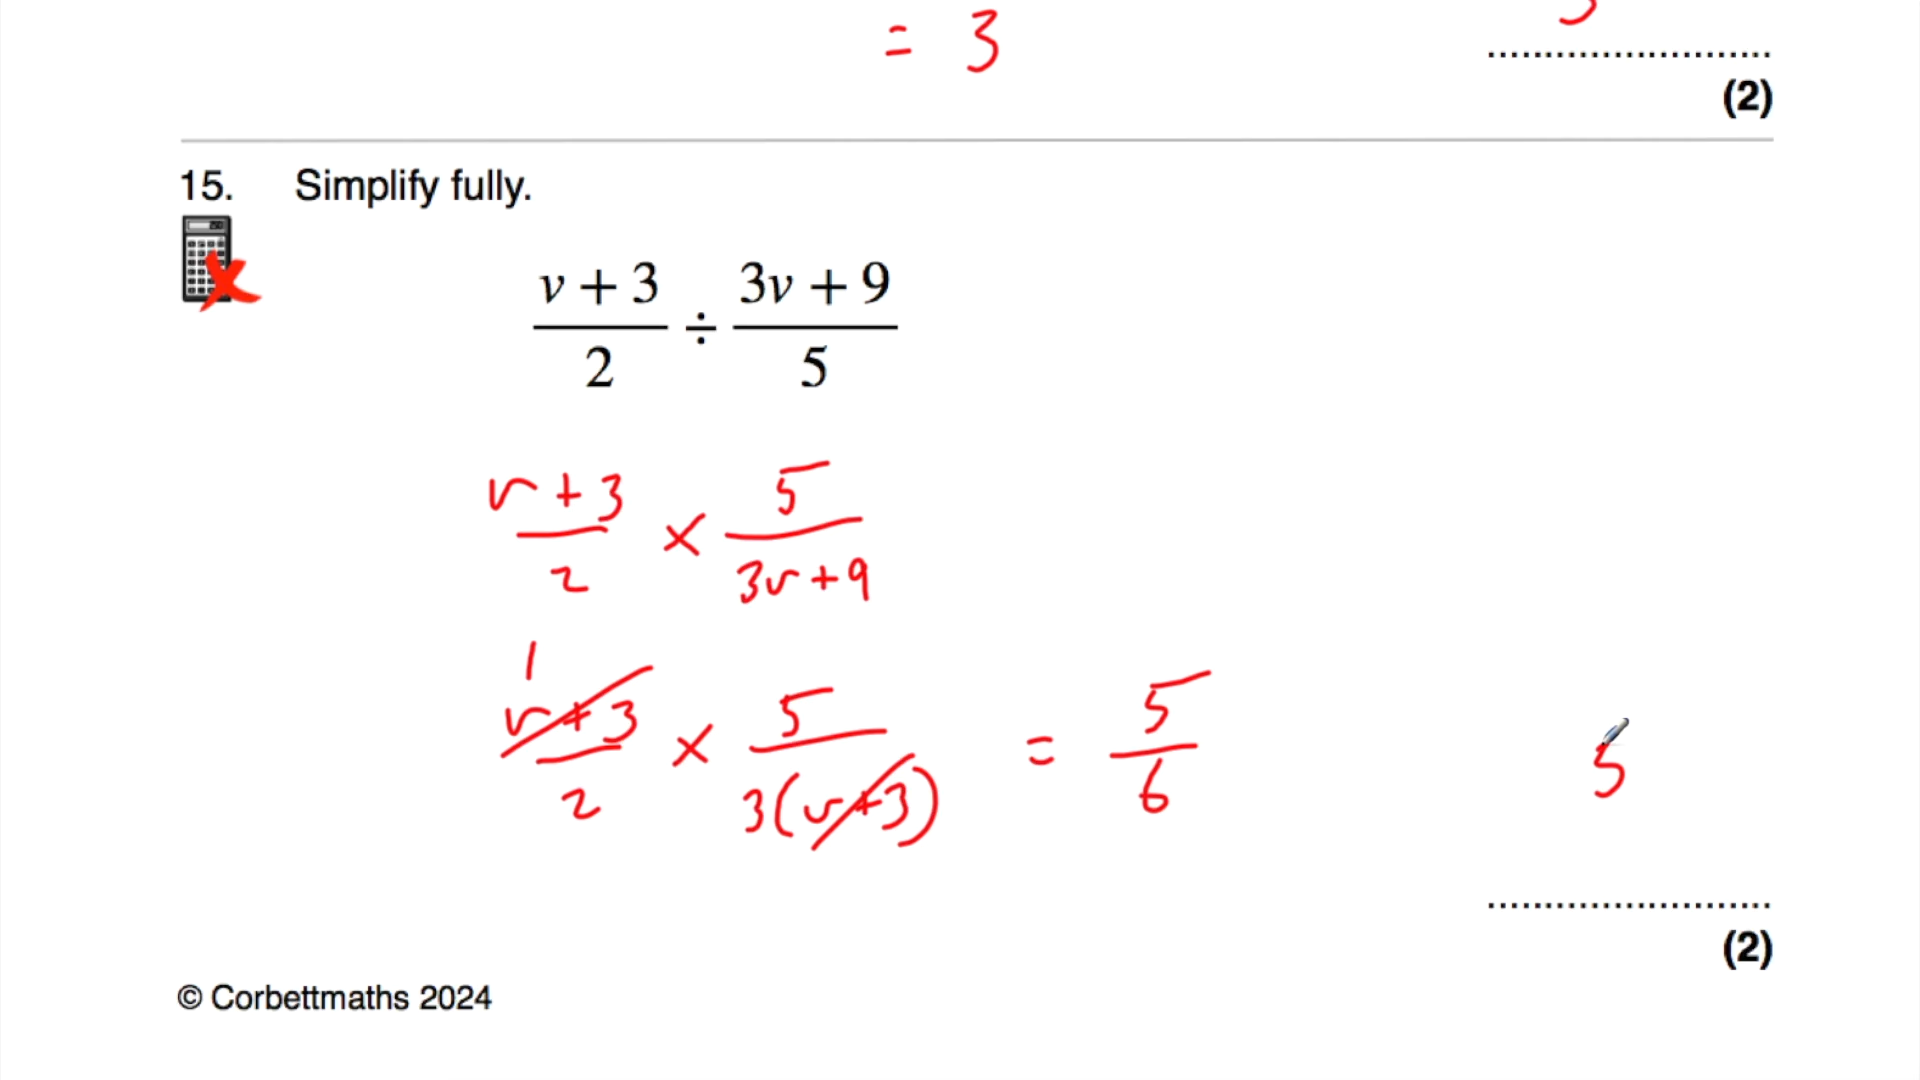 = 3
(2)
15. Simplify fully.
v + 3 / 2 ÷ 3v + 9 / 5
v+3 / 2 × 5 / 3v+9
1
v+3 / 2 × 5 / 3(v+3) = 5 / 6
5
(2)
© Corbettmaths 2024